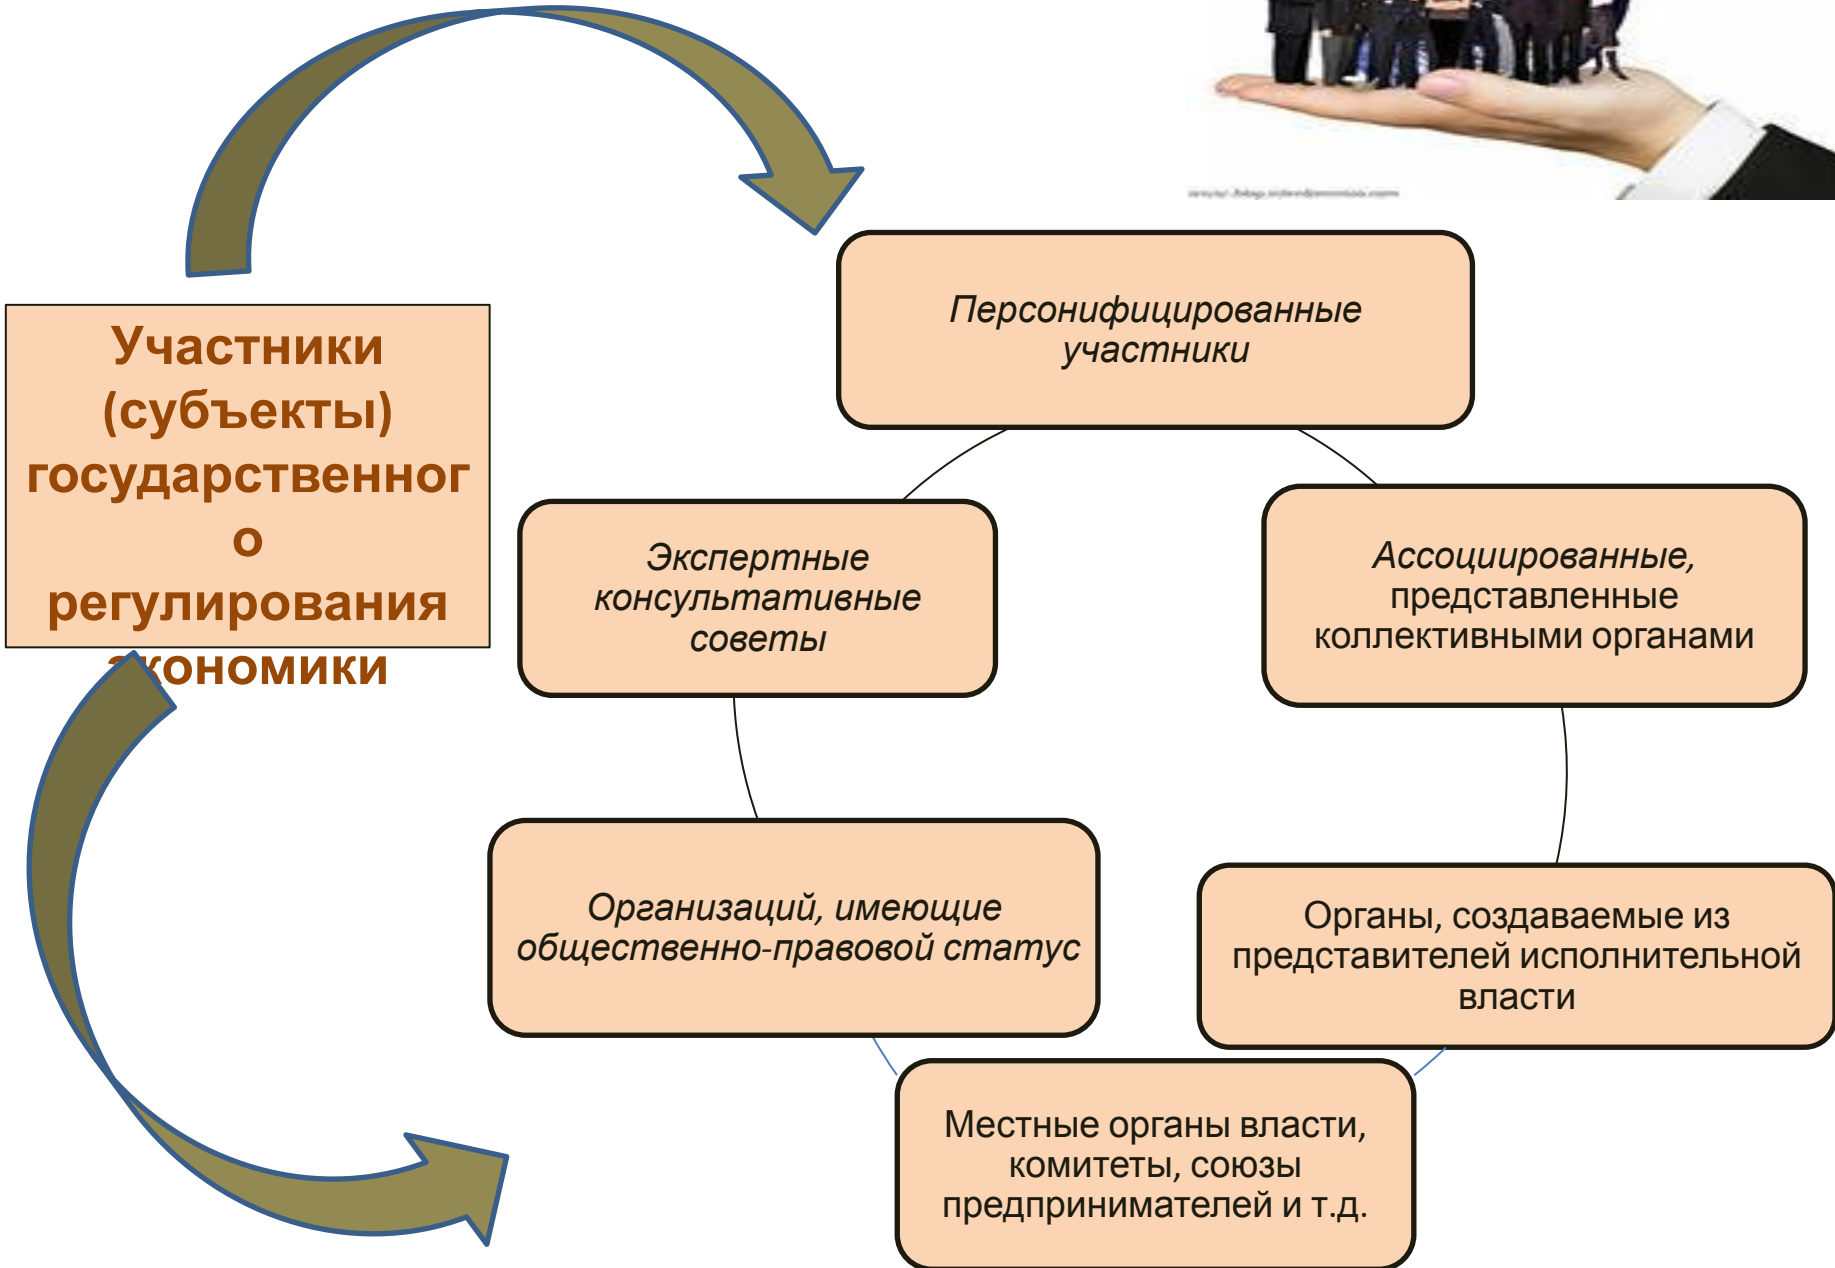 Участники
(субъекты)
государственног
о
регулирования
экономики
Персонифицированные
участники
Экспертные
консультативные
советы
Ассоциированные,
представленные
коллективными органами
Организаций, имеющие
общественно-правовой статус
Органы, создаваемые из
представителей исполнительной
власти
Местные органы власти,
комитеты, союзы
предпринимателей и т.д.